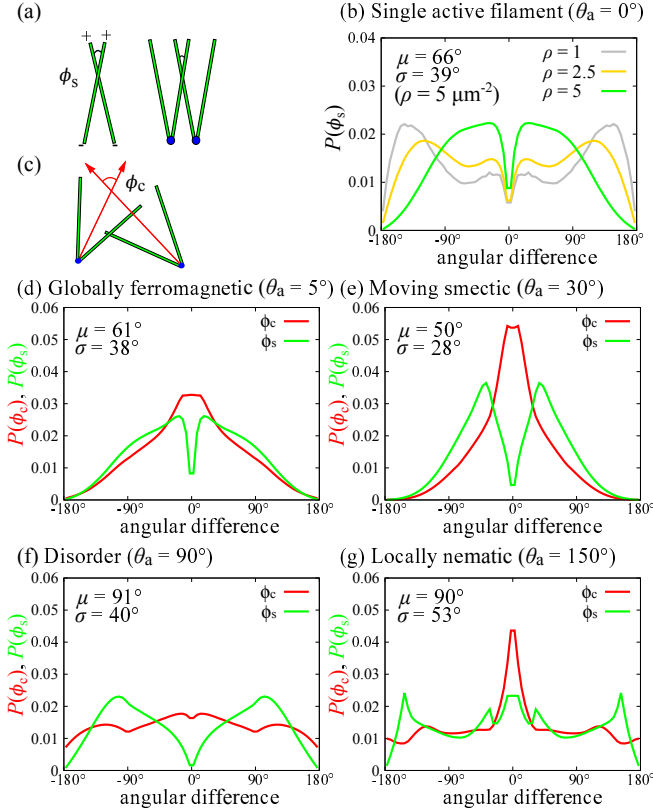 (a)
+ +
ϕs
- -
(b) Single active filament (θa = 0°)
0.04
0.03
0.02
0.01
0
P(ϕs)
μ = 66°
σ = 39°
(ρ = 5 μm-2)
ρ = 1
ρ = 2.5
ρ = 5
-180° -90° 0° 90° 180°
angular difference
(c)
ϕc
(d) Globally ferromagnetic (θa = 5°)
0.06
0.05
0.04
0.03
0.02
0.01
0
P(ϕc), P(ϕs)
μ = 61°
σ = 38°
ϕc
ϕs
-180° -90° 0° 90° 180°
angular difference
(e) Moving smectic (θa = 30°)
0.06
0.05
0.04
0.03
0.02
0.01
0
P(ϕc), P(ϕs)
μ = 50°
σ = 28°
ϕc
ϕs
-180° -90° 0° 90° 180°
angular difference
(f) Disorder (θa = 90°)
0.06
0.05
0.04
0.03
0.02
0.01
0
P(ϕc), P(ϕs)
μ = 91°
σ = 40°
ϕc
ϕs
-180° -90° 0° 90° 180°
angular difference
(g) Locally nematic (θa = 150°)
0.06
0.05
0.04
0.03
0.02
0.01
0
P(ϕc), P(ϕs)
μ = 90°
σ = 53°
ϕc
ϕs
-180° -90° 0° 90° 180°
angular difference